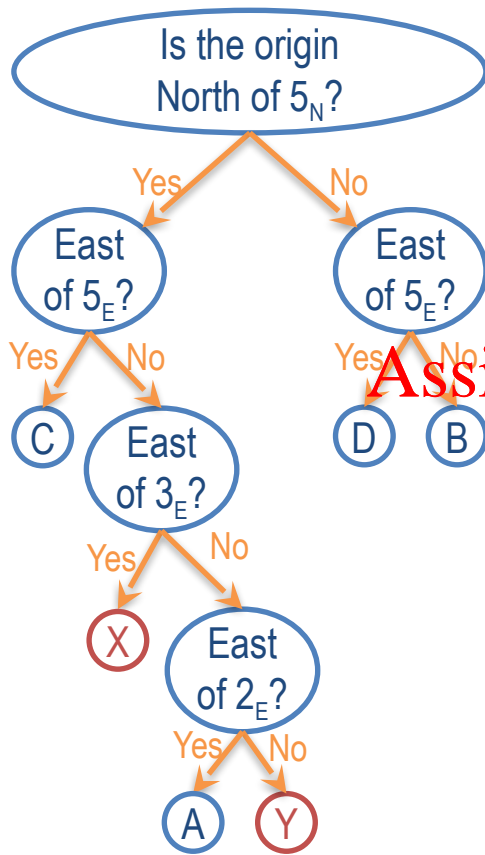 Is the origin
North of 5N?
Yes
No
East
of 5E?
East
of 5E?
Yes
No
Yes
No
C
East
of 3E?
D
B
Yes
No
X
East
of 2E?
Yes
No
A
Y